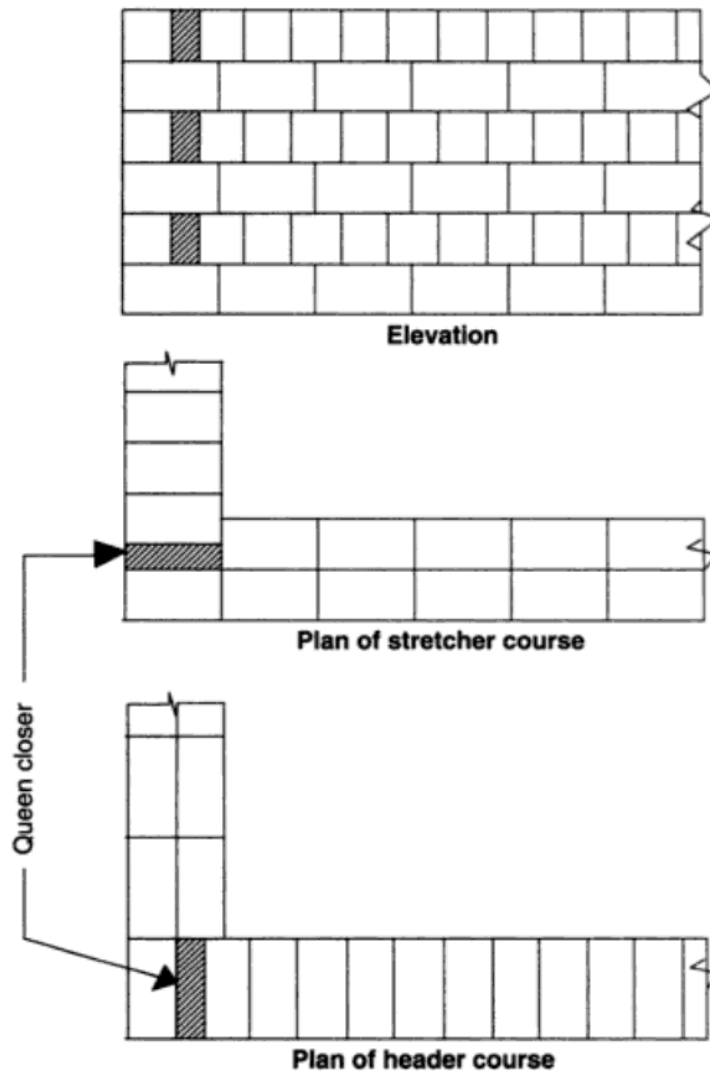 Elevation
Plan of stretcher course
Queen closer
Plan of header course